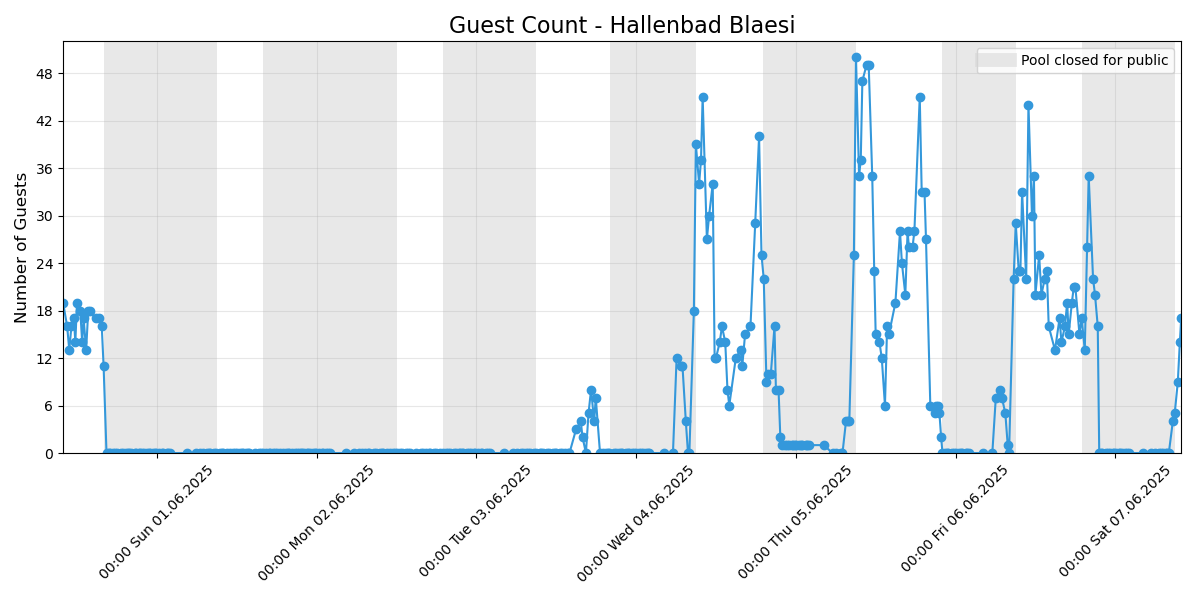 Guest Count - Hallenbad Blaesi
Pool closed for public
Number of Guests
48
42
36
30
24
18
12
6
0
00:00 Sun 01.06.2025
00:00 Mon 02.06.2025
00:00 Tue 03.06.2025
00:00 Wed 04.06.2025
00:00 Thu 05.06.2025
00:00 Fri 06.06.2025
00:00 Sat 07.06.2025